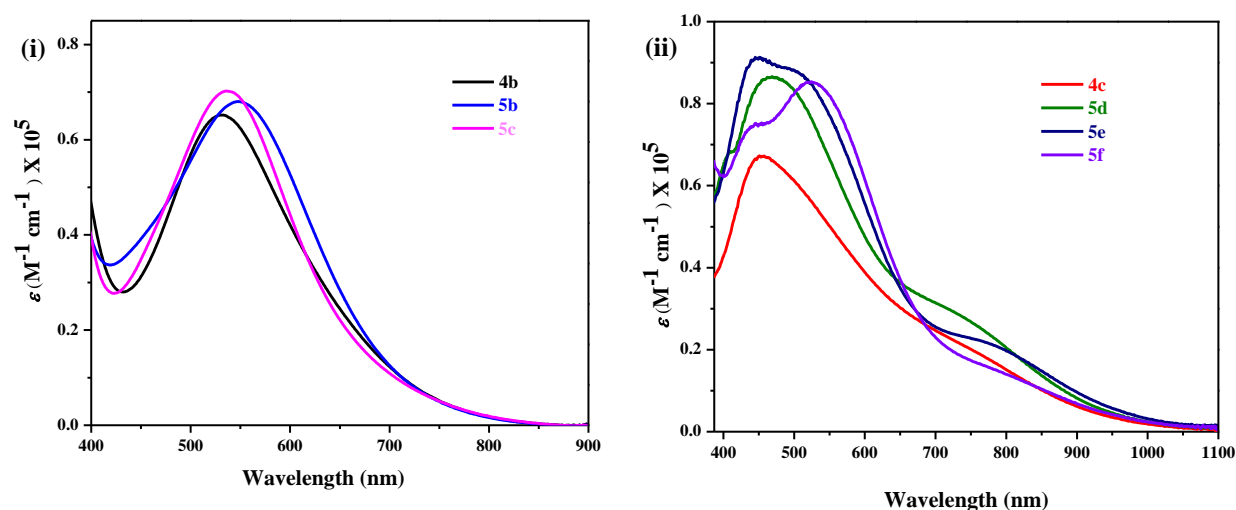 (i)
0.8
0.6
0.4
0.2
0.0
ε (M⁻¹ cm⁻¹ ) X 10⁵
4b
5b
5c
400 500 600 700 800 900
Wavelength (nm)
(ii)
1.0
0.8
0.6
0.4
0.2
0.0
ε (M⁻¹ cm⁻¹ ) X 10⁵
4c
5d
5e
5f
400 500 600 700 800 900 1000 1100
Wavelength (nm)